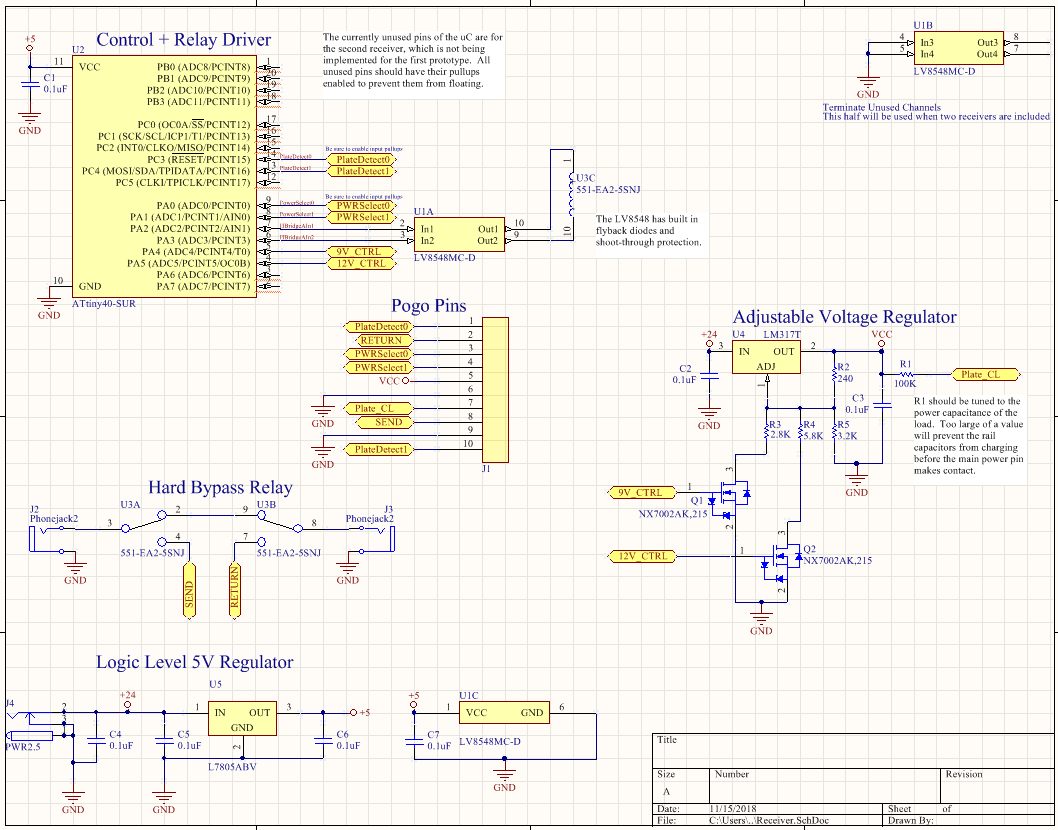 Control + Relay Driver
+5
U2
11
VCC
C1
0.1uF
GND
10
GND
GND
ATtiny40-SUR
PB0 (ADC8/PCINT8)
PB1 (ADC9/PCINT9)
PB2 (ADC10/PCINT10)
PB3 (ADC11/PCINT11)
PC0 (OC0A/SS/PCINT12)
17
PC1 (SCK/SCL/ICP1/T1/PCINT13)
16
PC2 (INT0/CLKO/MISO/PCINT14)
15
PC3 (RESET/PCINT15)
14
PC4 (MOSI/SDA/TPIDATA/PCINT16)
PC5 (CLKI/TPICLK/PCINT17)
12
PA0 (ADC0/PCINT0)
9
PA1 (ADC1/PCINT1/AIN0)
PA2 (ADC2/PCINT2/AIN1)
PA3 (ADC3/PCINT3)
PA4 (ADC4/PCINT4/T0)
PA5 (ADC5/PCINT5/OC0B)
PA6 (ADC6/PCINT6)
PA7 (ADC7/PCINT7)
The currently unused pins of the uC are for
the second receiver, which is not being
implemented for the first prototype. All
unused pins should have their pullups
enabled to prevent them from floating.
Be sure to enable input pullups
PlateDetect0
PlateDetect0
PlateDetect1
PlateDetect1
Be sure to enable input pullups
PowerSelect0
PWRSelect0
PowerSelect1
PWRSelect1
9V_CTRL
12V_CTRL
U1A
2
In1
Out1
10
3
In2
Out2
9
LV8548MC-D
1
U3C
551-EA2-5SNJ
10
The LV8548 has built in
flyback diodes and
shoot-through protection.
U1B
4
In3
Out3
8
5
In4
Out4
7
LV8548MC-D
GND
Terminate Unused Channels
This half will be used when two receivers are included
Pogo Pins
PlateDetect0
1
RETURN
2
PWRSelect0
3
PWRSelect1
4
VCC
5
6
GND
Plate_CL
7
SEND
8
9
GND
PlateDetect1
10
J1
Adjustable Voltage Regulator
+24
U4
LM317T
VCC
3
IN
OUT
2
ADJ
1
C2
0.1uF
GND
R2
240
R1
100K
Plate_CL
C3
0.1uF
R3
2.8K
R4
5.8K
R5
3.2K
GND
R1 should be tuned to the
power capacitance of the
load. Too large of a value
will prevent the rail
capacitors from charging
before the main power pin
makes contact.
9V_CTRL
1
3
Q1
NX7002AK,215
2
12V_CTRL
1
3
Q2
NX7002AK,215
2
GND
Hard Bypass Relay
J2
Phonejack2
GND
U3A
3
2
4
551-EA2-5SNJ
SEND
9
U3B
8
7
551-EA2-5SNJ
RETURN
J3
Phonejack2
GND
Logic Level 5V Regulator
J4
PWR2.5
2
GND
+24
C4
0.1uF
C5
0.1uF
GND
U5
1
IN
OUT
3
GND
2
L7805ABV
C6
0.1uF
+5
+5
U1C
1
VCC
GND
6
C7
0.1uF
LV8548MC-D
GND
Title
Size
Number
Revision
A
Date:
11/15/2018
Sheet of
File:
C:\Users\..\Receiver.SchDoc
Drawn By: